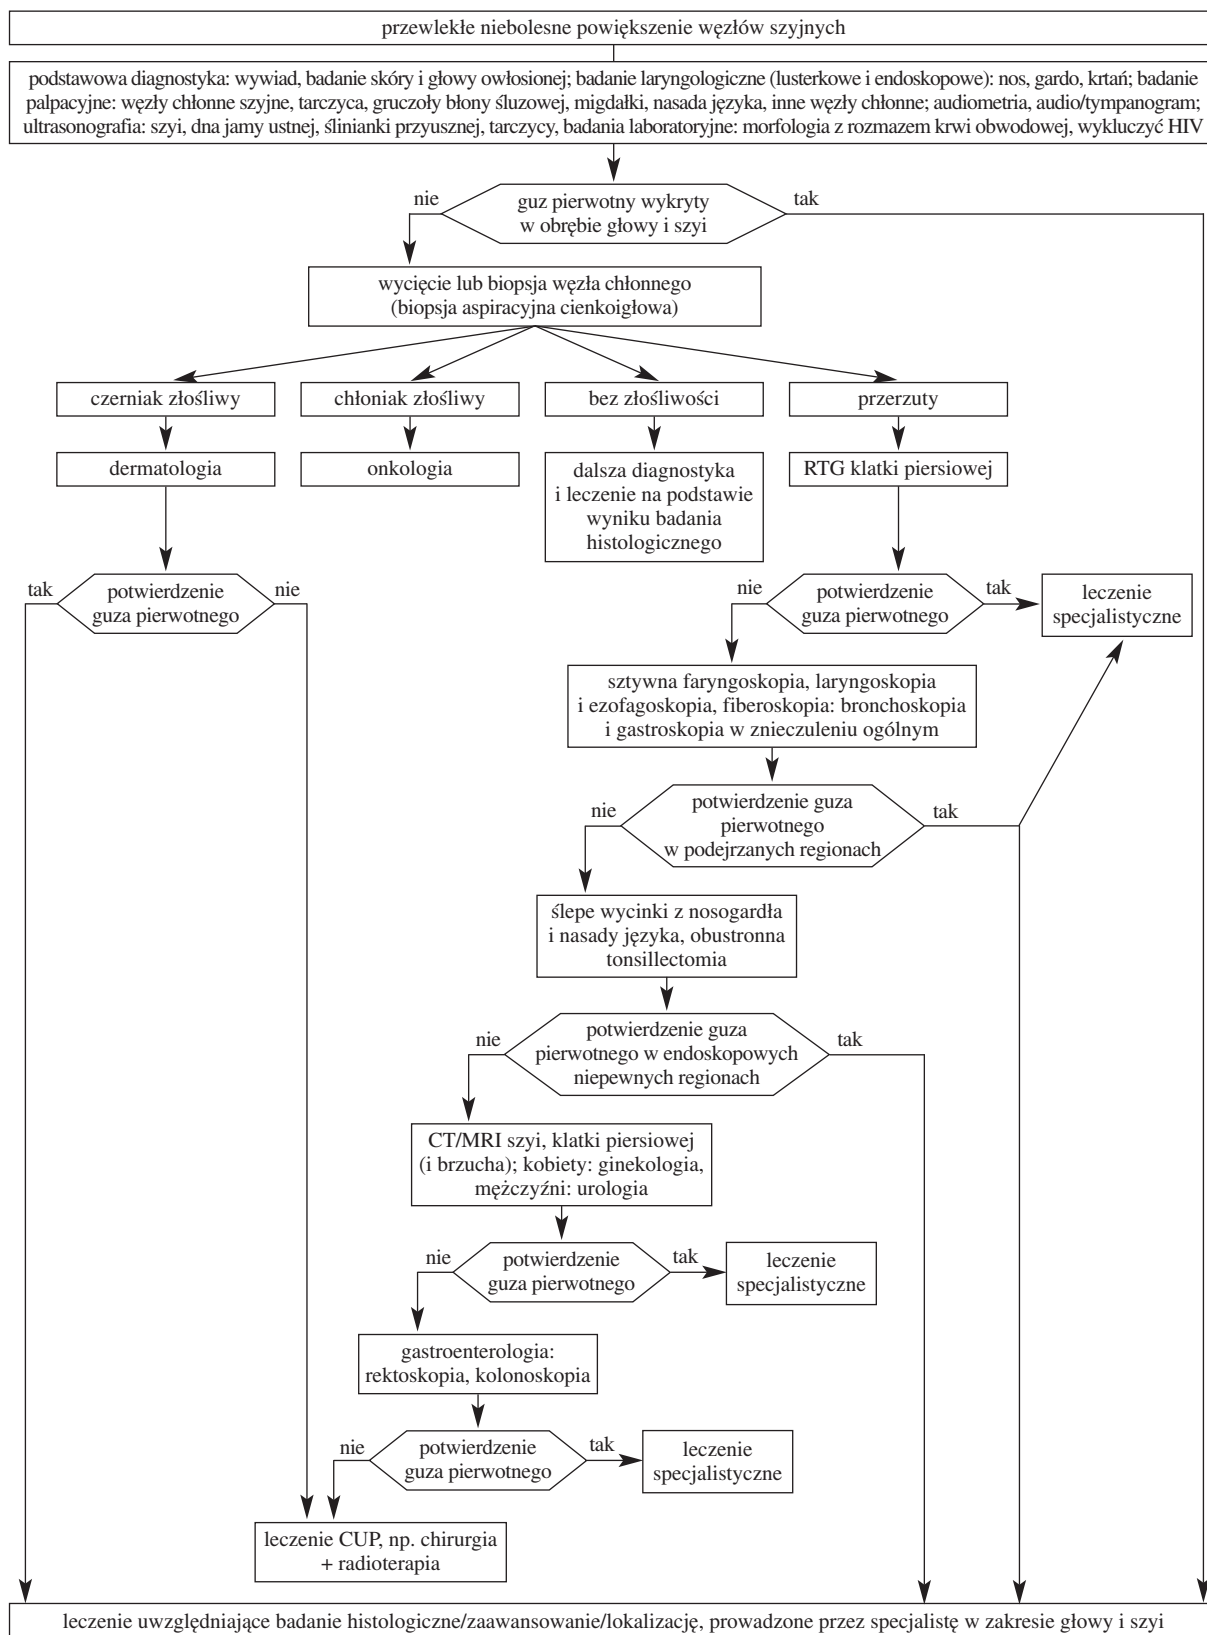 przewlekłe niebolesne powiększenie węzłów szyjnych
podstawowa diagnostyka: wywiad, badanie skóry i głowy owłosionej; badanie laryngologiczne (lusterkowe i endoskopowe): nos, gardo, krtań; badanie
palpacyjne: węzły chłonne szyjne, tarczyca, gruczoły błony śluzowej, migdałki, nasada języka, inne węzły chłonne; audiometria, audio/tympanogram;
ultrasonografia: szyi, dna jamy ustnej, ślinianki przyusznej, tarczycy, badania laboratoryjne: morfologia z rozmazem krwi obwodowej, wykluczyć HIV
nie
guz pierwotny wykryty
w obrębie głowy i szyi
tak
wycięcie lub biopsja węzła chłonnego
(biopsja aspiracyjna cienkoigłowa)
czerniak złośliwy
chłoniak złośliwy
bez złośliwości
przerzuty
dermatologia
onkologia
dalsza diagnostyka
i leczenie na podstawie
wyniku badania
histologicznego
RTG klatki piersiowej
tak
potwierdzenie
guza pierwotnego
nie
nie
potwierdzenie
guza pierwotnego
tak
leczenie
specjalistyczne
sztywna faryngoskopia, laryngoskopia
i ezofagoskopia, fiberoskopia: bronchoskopia
i gastroskopia w znieczuleniu ogólnym
nie
potwierdzenie guza
pierwotnego
w podejrzanych regionach
tak
ślepe wycinki z nosogardła
i nasady języka, obustronna
tonsillectomia
nie
potwierdzenie guza
pierwotnego w endoskopowych
niepewnych regionach
tak
CT/MRI szyi, klatki piersiowej
(i brzucha); kobiety: ginekologia,
mężczyźni: urologia
nie
potwierdzenie
guza pierwotnego
tak
leczenie
specjalistyczne
gastroenterologia:
rektoskopia, kolonoskopia
nie
potwierdzenie
guza pierwotnego
tak
leczenie
specjalistyczne
leczenie CUP, np. chirurgia
+ radioterapia
leczenie uwzględniające badanie histologiczne/zaawansowanie/lokalizację, prowadzone przez specjalistę w zakresie głowy i szyi